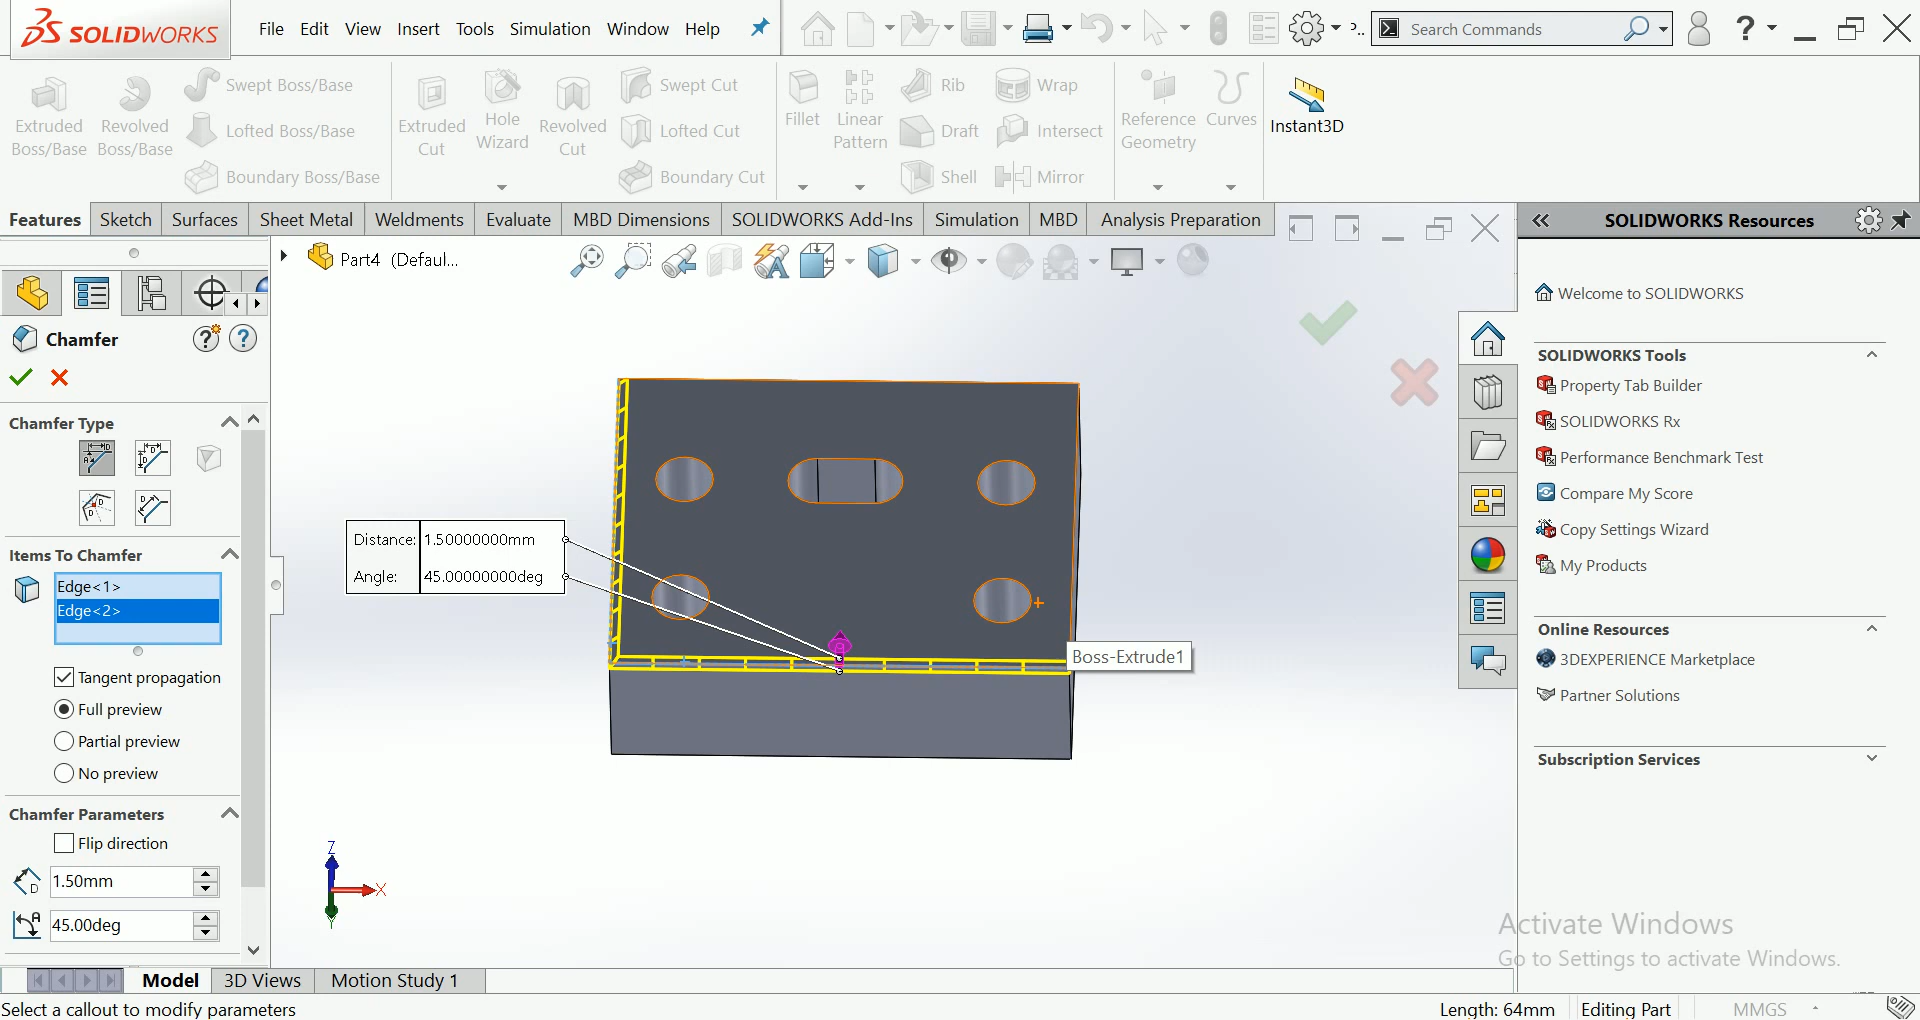 SOLIDWORKS
File Edit View Insert Tools Simulation Window Help
P..
Search Commands
?
Extruded Boss/Base
Revolved Boss/Base
Swept Boss/Base
Lofted Boss/Base
Boundary Boss/Base
Extruded Cut
Hole Wizard
Revolved Cut
Swept Cut
Lofted Cut
Boundary Cut
Fillet
Linear Pattern
Rib
Draft
Shell
Wrap
Intersect
Mirror
Reference Geometry
Curves
Instant3D
Features Sketch Surfaces Sheet Metal Weldments Evaluate MBD Dimensions SOLIDWORKS Add-Ins Simulation MBD Analysis Preparation
SOLIDWORKS Resources
Part4 (Defaul...
Chamfer
Chamfer Type
Items To Chamfer
Edge<1>
Edge<2>
Tangent propagation
Full preview
Partial preview
No preview
Chamfer Parameters
Flip direction
1.50mm
45.00deg
Distance: 1.50000000mm
Angle: 45.00000000deg
Boss-Extrude1
Z
X
Y
Welcome to SOLIDWORKS
SOLIDWORKS Tools
Property Tab Builder
SOLIDWORKS Rx
Performance Benchmark Test
Compare My Score
Copy Settings Wizard
My Products
Online Resources
3DEXPERIENCE Marketplace
Partner Solutions
Subscription Services
Activate Windows
Go to Settings to activate Windows.
Model 3D Views Motion Study 1
Select a callout to modify parameters
Length: 64mm Editing Part MMGS